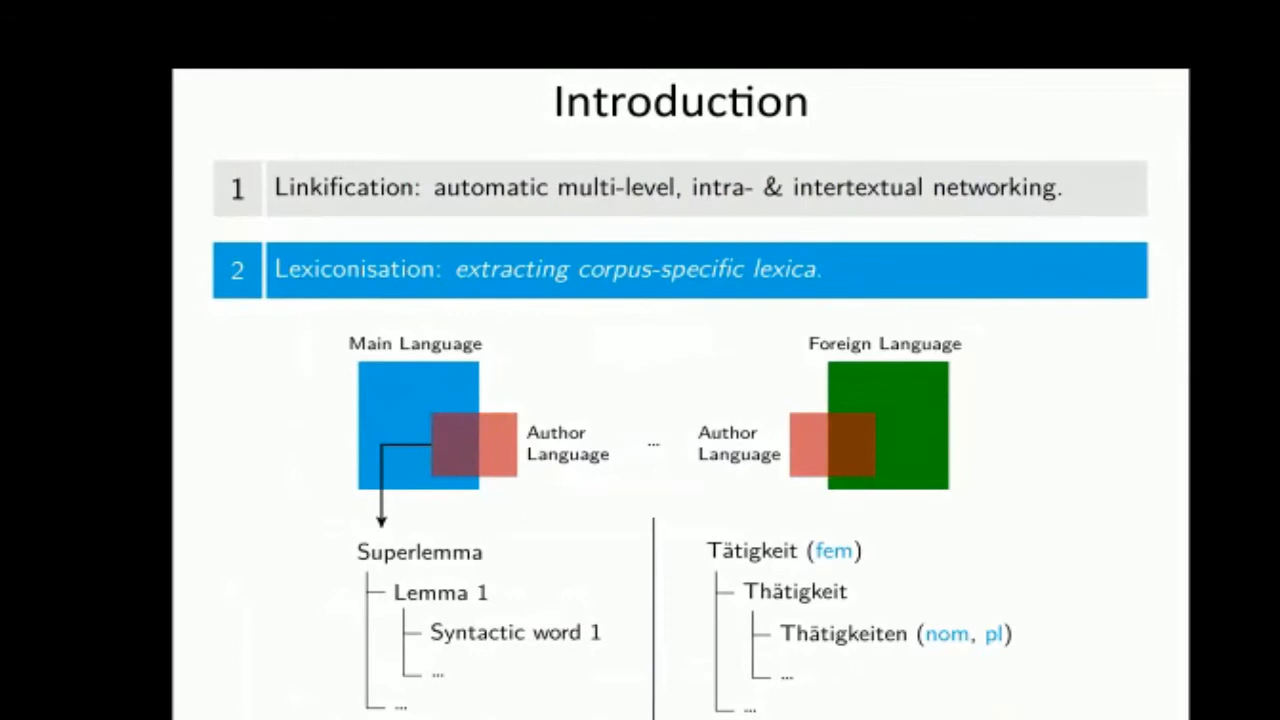 Introduction
1 Linkification: automatic multi-level, intra- & intertextual networking.
2 Lexiconisation: extracting corpus-specific lexica.
Main Language
Foreign Language
Author
Language
...
Author
Language
Superlemma
Lemma 1
Syntactic word 1
...
...
Tätigkeit (fem)
Thätigkeit
Thätigkeiten (nom, pl)
...
...